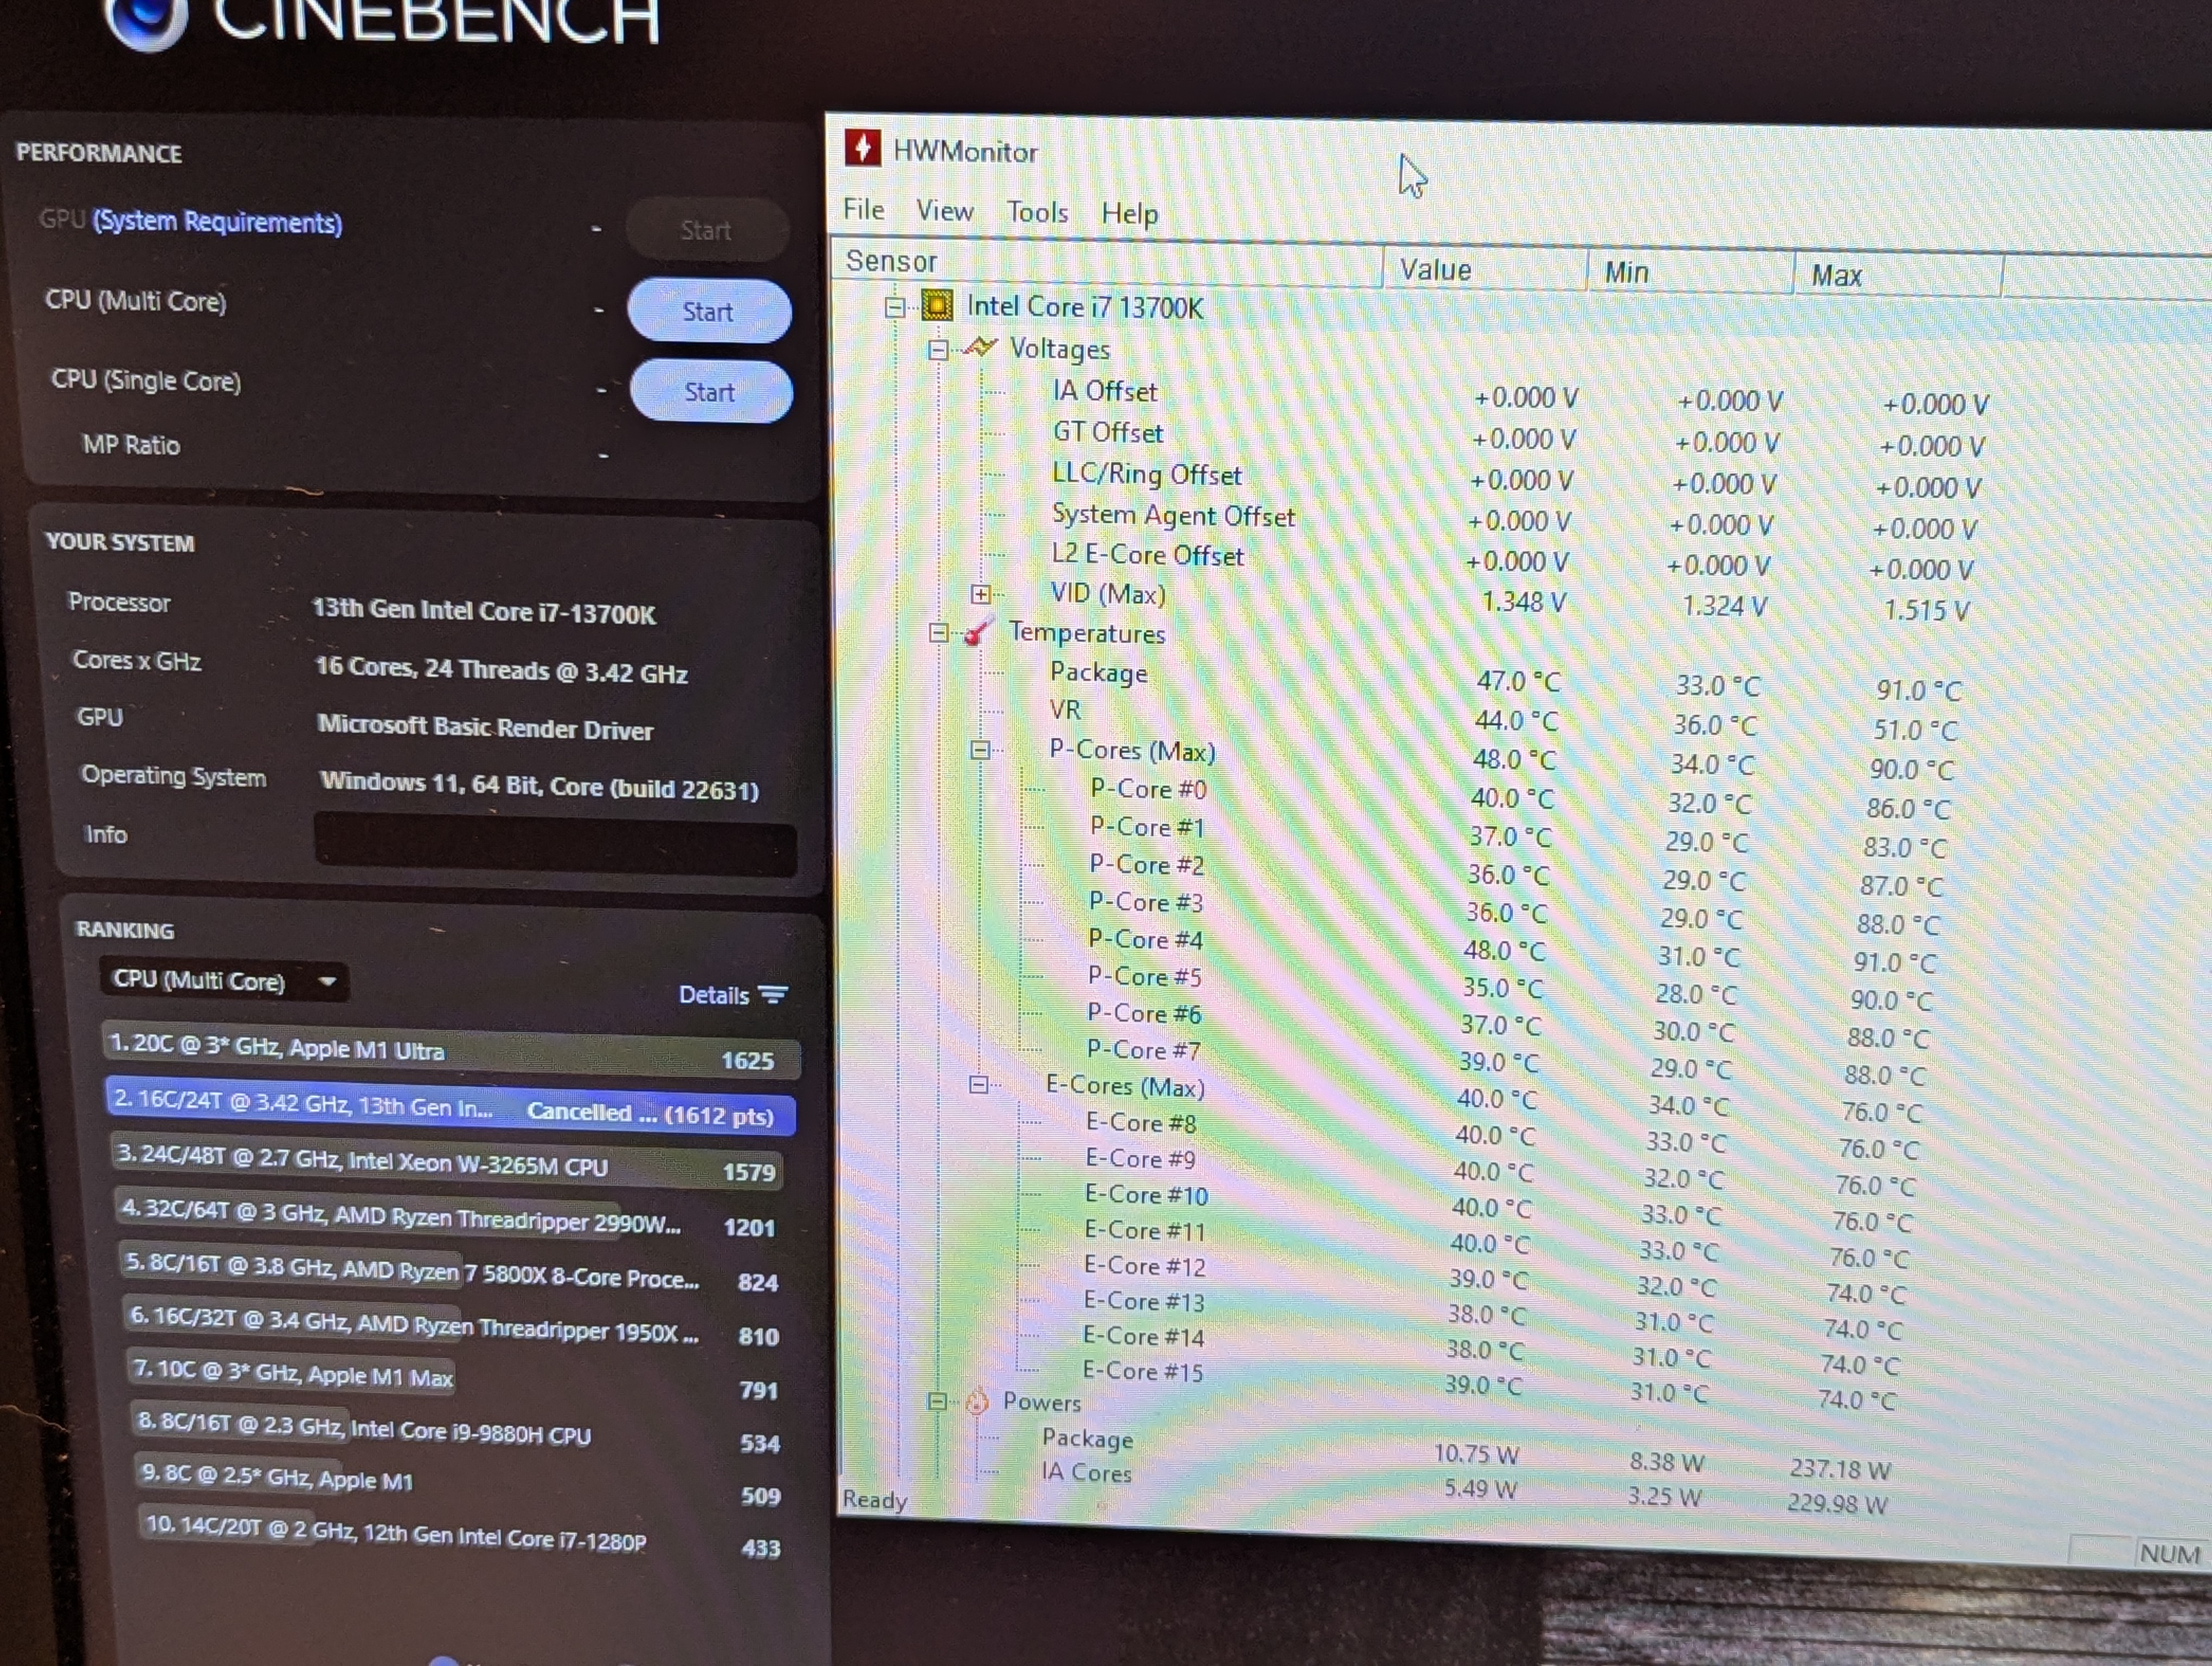 CINEBENCH
PERFORMANCE
GPU (System Requirements) - Start
CPU (Multi Core) - Start
CPU (Single Core) - Start
MP Ratio -
YOUR SYSTEM
Processor 13th Gen Intel Core i7-13700K
Cores x GHz 16 Cores, 24 Threads @ 3.42 GHz
GPU Microsoft Basic Render Driver
Operating System Windows 11, 64 Bit, Core (build 22631)
Info
RANKING
CPU (Multi Core) Details
1. 20C @ 3* GHz, Apple M1 Ultra 1625
2. 16C/24T @ 3.42 GHz, 13th Gen In... Cancelled ... (1612 pts)
3. 24C/48T @ 2.7 GHz, Intel Xeon W-3265M CPU 1579
4. 32C/64T @ 3 GHz, AMD Ryzen Threadripper 2990W... 1201
5. 8C/16T @ 3.8 GHz, AMD Ryzen 7 5800X 8-Core Proce... 824
6. 16C/32T @ 3.4 GHz, AMD Ryzen Threadripper 1950X ... 810
7. 10C @ 3* GHz, Apple M1 Max 791
8. 8C/16T @ 2.3 GHz, Intel Core i9-9880H CPU 534
9. 8C @ 2.5* GHz, Apple M1 509
10. 14C/20T @ 2 GHz, 12th Gen Intel Core i7-1280P 433
HWMonitor
File View Tools Help
Sensor Value Min Max
Intel Core i7 13700K
Voltages
IA Offset +0.000 V +0.000 V +0.000 V
GT Offset +0.000 V +0.000 V +0.000 V
LLC/Ring Offset +0.000 V +0.000 V +0.000 V
System Agent Offset +0.000 V +0.000 V +0.000 V
L2 E-Core Offset +0.000 V +0.000 V +0.000 V
VID (Max) 1.348 V 1.324 V 1.515 V
Temperatures
Package 47.0 °C 33.0 °C 91.0 °C
VR 44.0 °C 36.0 °C 51.0 °C
P-Cores (Max) 48.0 °C 34.0 °C 90.0 °C
P-Core #0 40.0 °C 32.0 °C 86.0 °C
P-Core #1 37.0 °C 29.0 °C 83.0 °C
P-Core #2 36.0 °C 29.0 °C 87.0 °C
P-Core #3 36.0 °C 29.0 °C 88.0 °C
P-Core #4 48.0 °C 31.0 °C 91.0 °C
P-Core #5 35.0 °C 28.0 °C 90.0 °C
P-Core #6 37.0 °C 30.0 °C 88.0 °C
P-Core #7 39.0 °C 29.0 °C 88.0 °C
E-Cores (Max) 40.0 °C 34.0 °C 76.0 °C
E-Core #8 40.0 °C 33.0 °C 76.0 °C
E-Core #9 40.0 °C 32.0 °C 76.0 °C
E-Core #10 40.0 °C 33.0 °C 76.0 °C
E-Core #11 40.0 °C 33.0 °C 76.0 °C
E-Core #12 39.0 °C 32.0 °C 74.0 °C
E-Core #13 38.0 °C 31.0 °C 74.0 °C
E-Core #14 38.0 °C 31.0 °C 74.0 °C
E-Core #15 39.0 °C 31.0 °C 74.0 °C
Powers
Package 10.75 W 8.38 W 237.18 W
IA Cores 5.49 W 3.25 W 229.98 W
Ready NUM